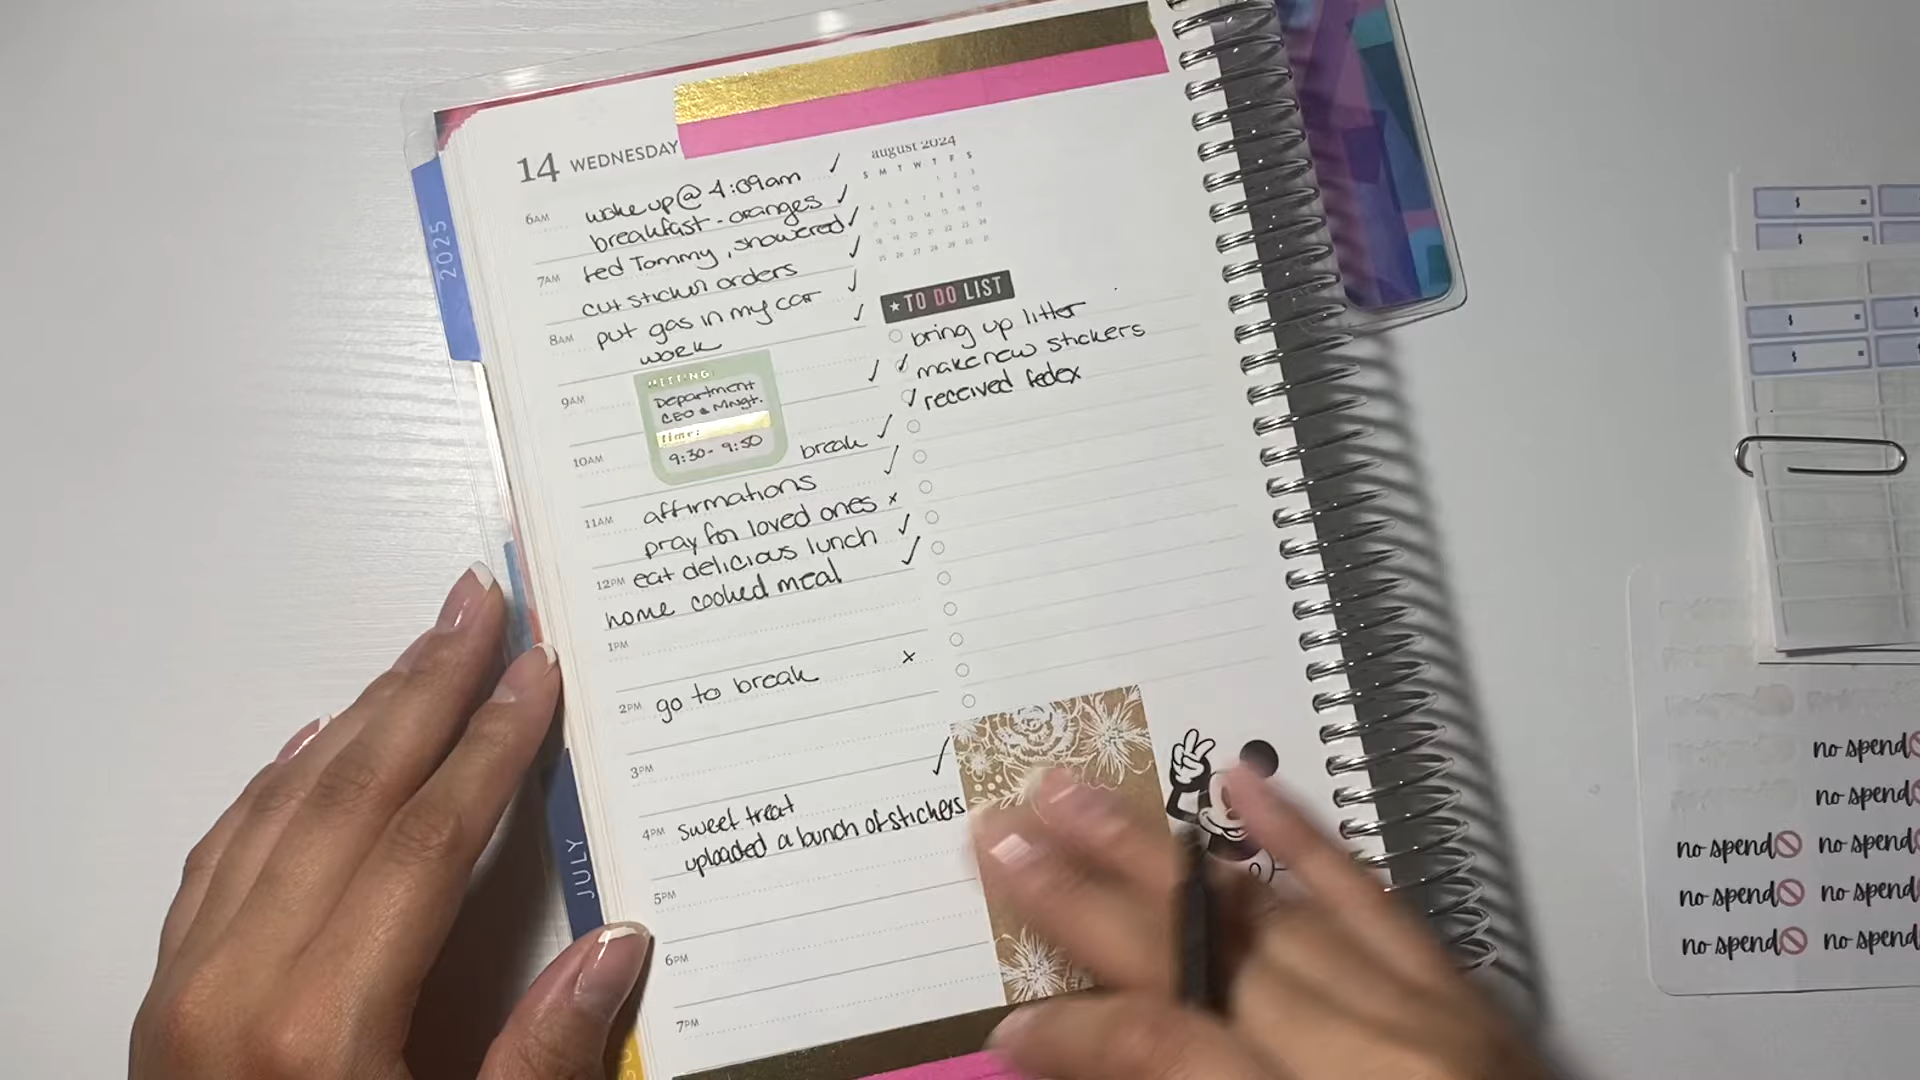 14 WEDNESDAY
august 2024
S M T W T F S
6AM wake up @ 4:09am
breakfast - oranges
7AM fed Tommy, showered
cut sticker orders
8AM put gas in my car
work
9AM
MEETING
Department
CEO & Mngt.
time:
9:30- 9:50
10AM
break
affirmations
11AM
pray for loved ones x
12PM eat delicious lunch
home cooked meal
1PM
go to break x
2PM
3PM
sweet treat
4PM
uploaded a bunch of stickers
5PM
6PM
7PM
TO DO LIST
bring up litter
make new stickers
received fedex
2025
JULY
$
$
$
$
no spend
no spend
no spend no spend
no spend no spend
no spend no spend